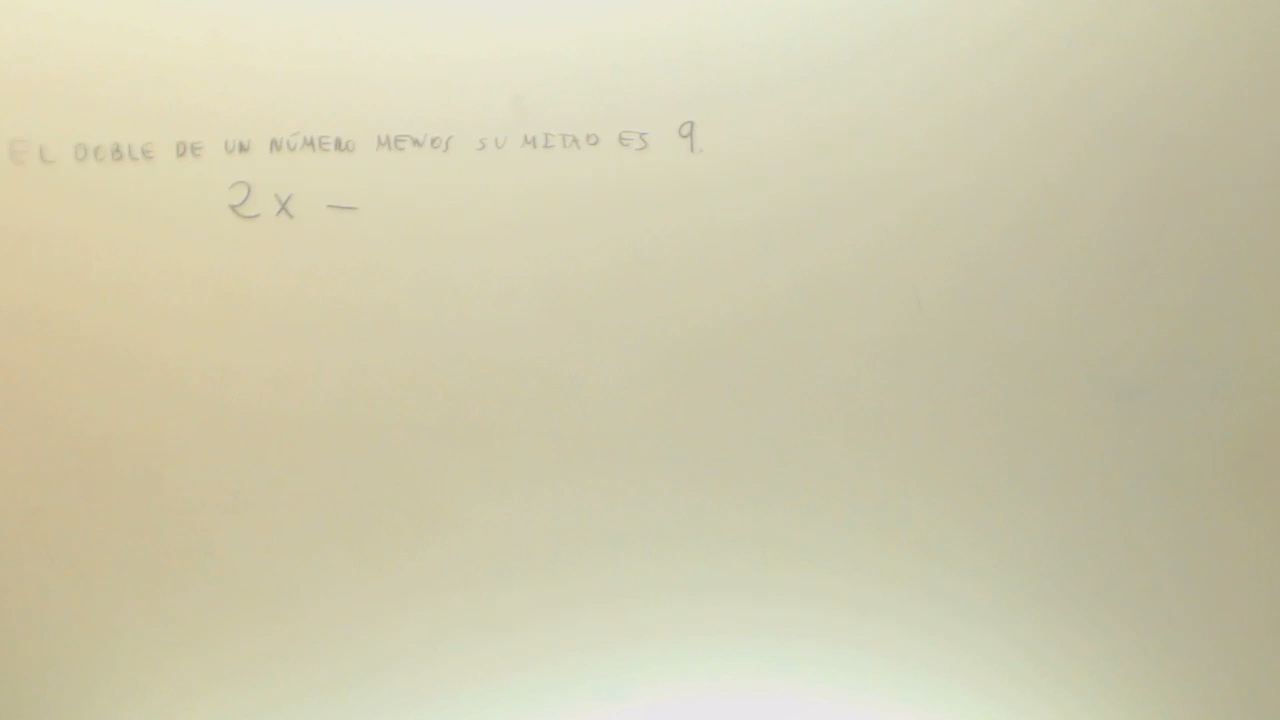 EL DOBLE DE UN NÚMERO MENOS SU MITAD ES 9.
2x −